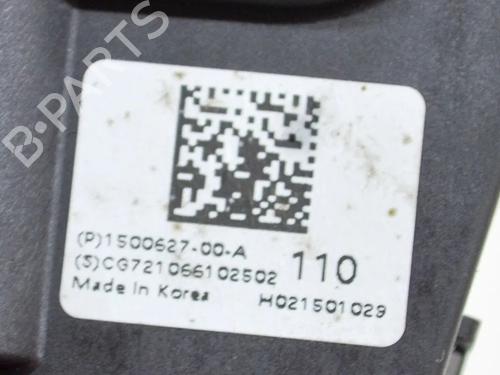 B-PARTS
(P)1500627-00-A
(S)CG721066102502 110
Made In Korea H021501029